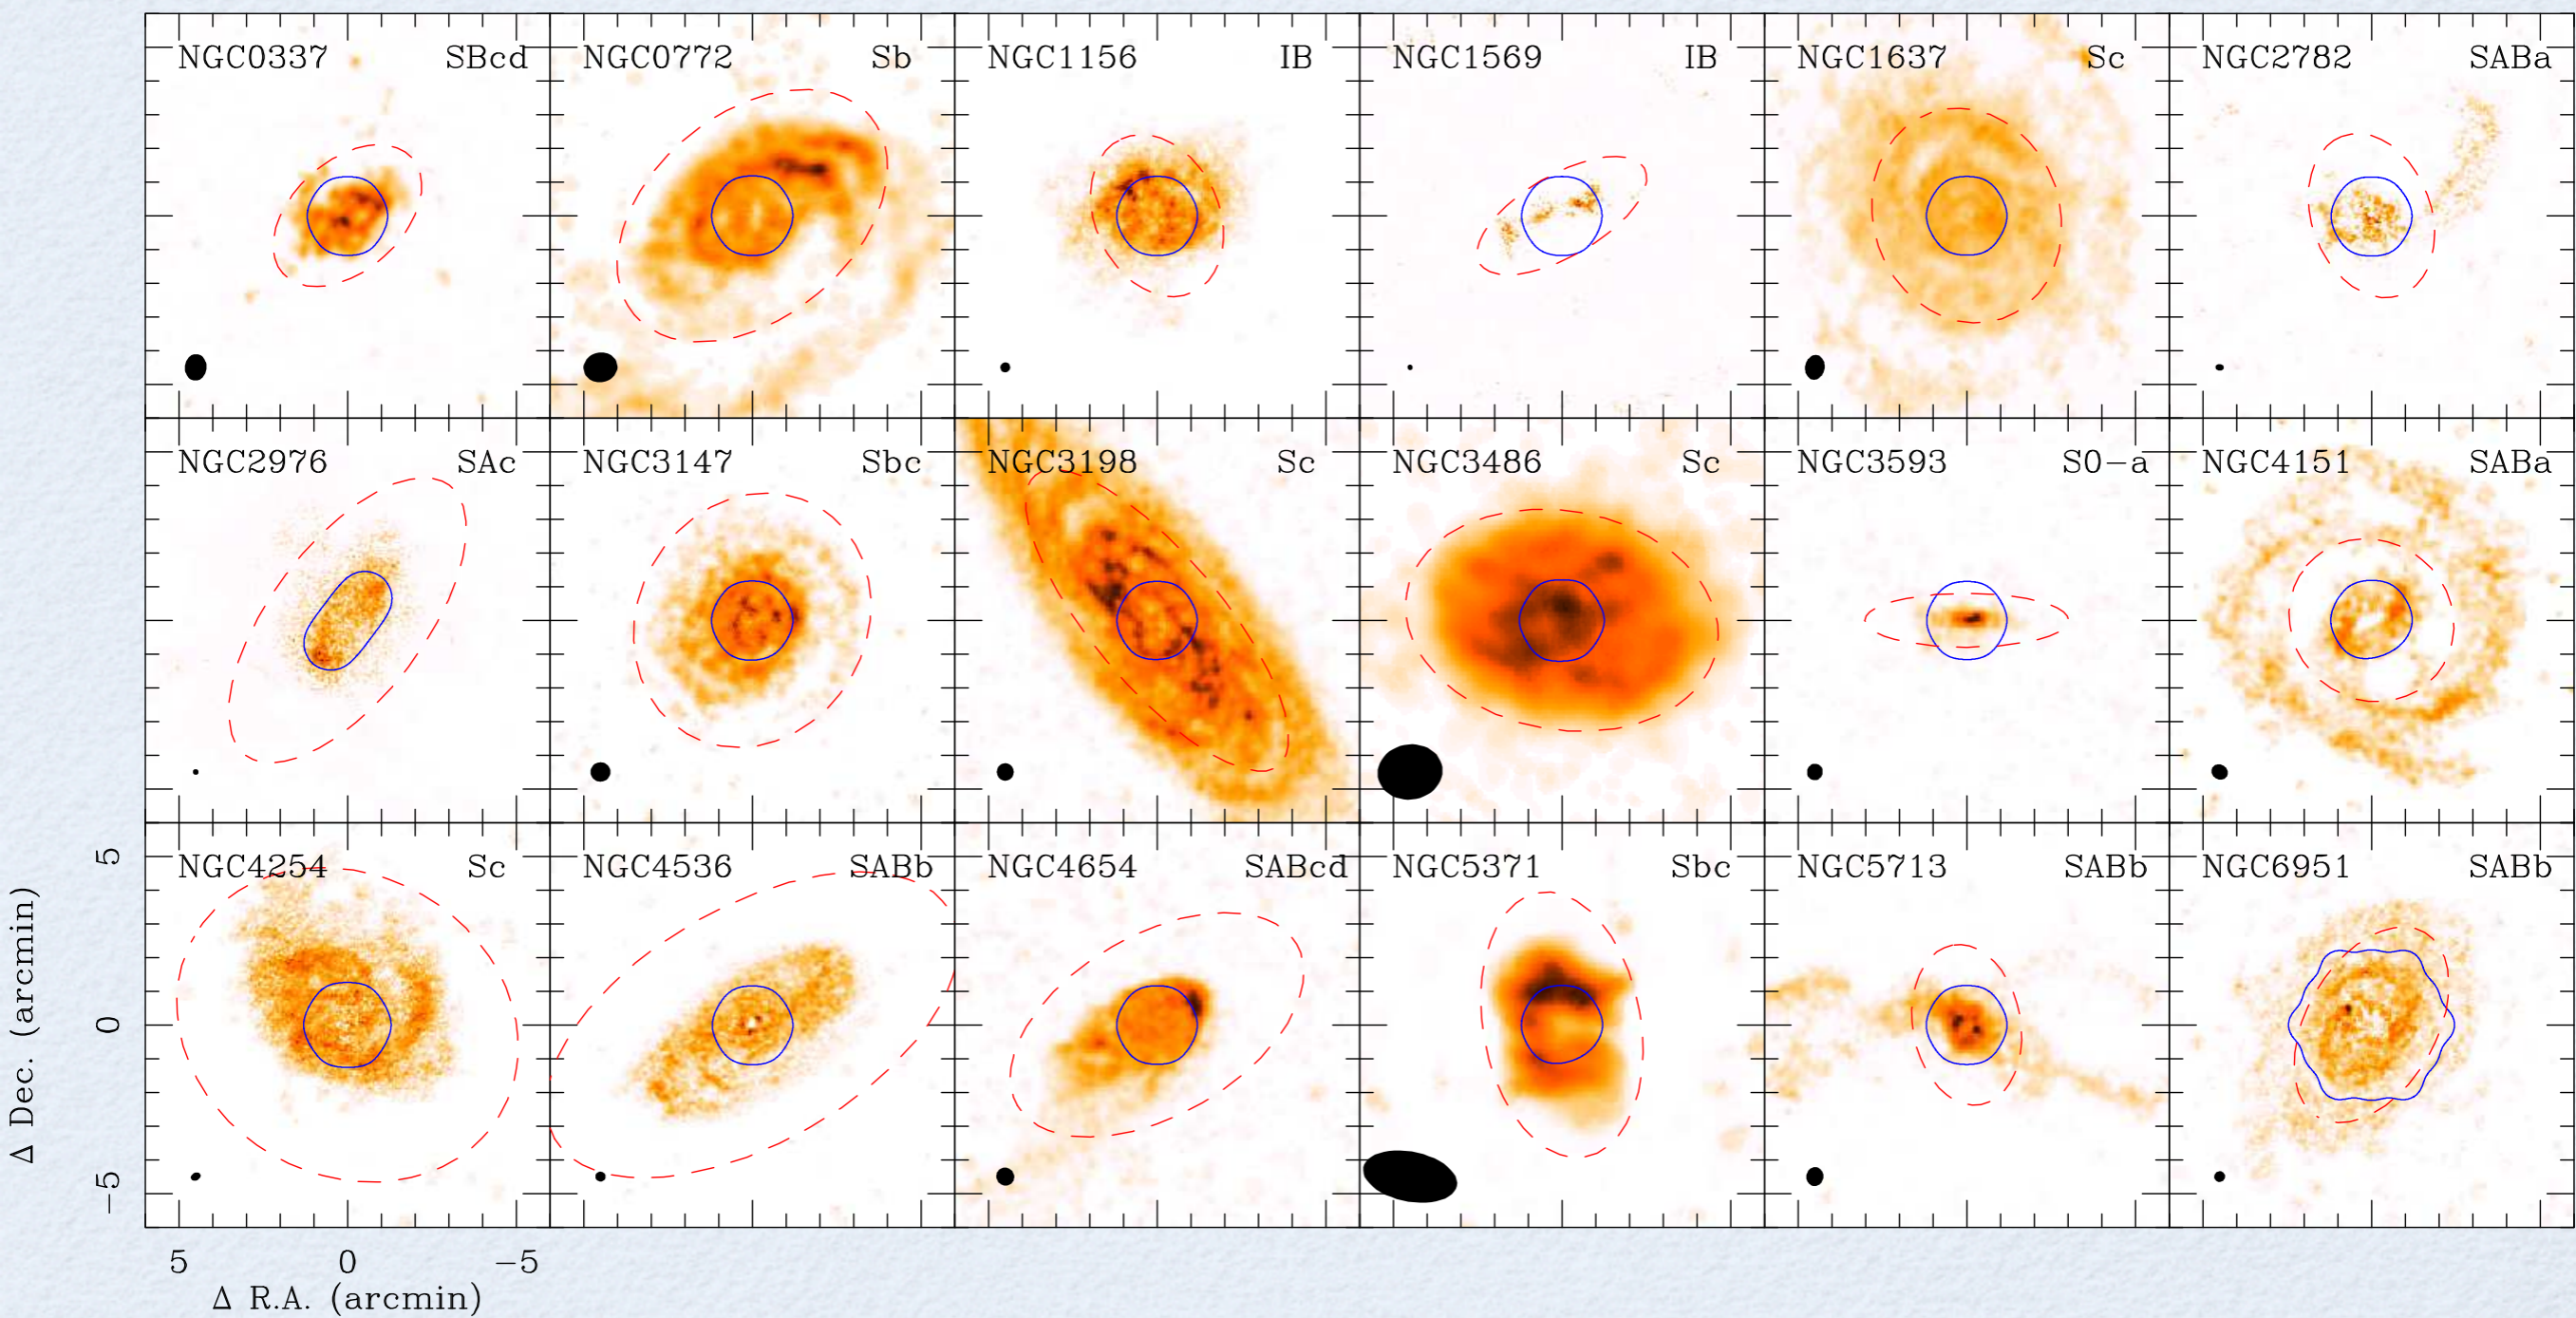 NGC0337 SBcd NGC0772 Sb NGC1156 IB NGC1569 IB NGC1637 Sc NGC2782 SABa
NGC2976 SAc NGC3147 Sbc NGC3198 Sc NGC3486 Sc NGC3593 S0-a NGC4151 SABa
NGC4254 Sc NGC4536 SABb NGC4654 SABcd NGC5371 Sbc NGC5713 SABb NGC6951 SABb
5
0
-5
Δ Dec. (arcmin)
5 0 -5
Δ R.A. (arcmin)